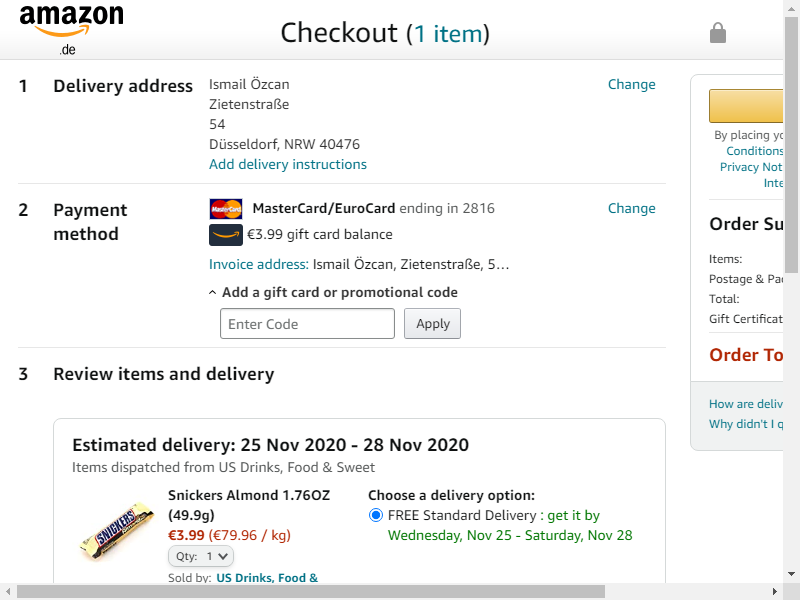 amazon
.de
Checkout (1 item)
1 Delivery address
Ismail Özcan
Zietenstraße
54
Düsseldorf, NRW 40476
Add delivery instructions
Change
2 Payment method
MasterCard
MasterCard/EuroCard ending in 2816
€3.99 gift card balance
Invoice address: Ismail Özcan, Zietenstraße, 5…
Add a gift card or promotional code
Enter Code
Apply
Change
3 Review items and delivery
Estimated delivery: 25 Nov 2020 - 28 Nov 2020
Items dispatched from US Drinks, Food & Sweet
SNICKERS
Snickers Almond 1.76OZ
(49.9g)
€3.99 (€79.96 / kg)
Qty: 1
Sold by: US Drinks, Food &
Choose a delivery option:
FREE Standard Delivery : get it by
Wednesday, Nov 25 - Saturday, Nov 28
By placing yo
Conditions
Privacy Not
Inte
Order Su
Items:
Postage & Pac
Total:
Gift Certificat
Order To
How are deliv
Why didn't I q